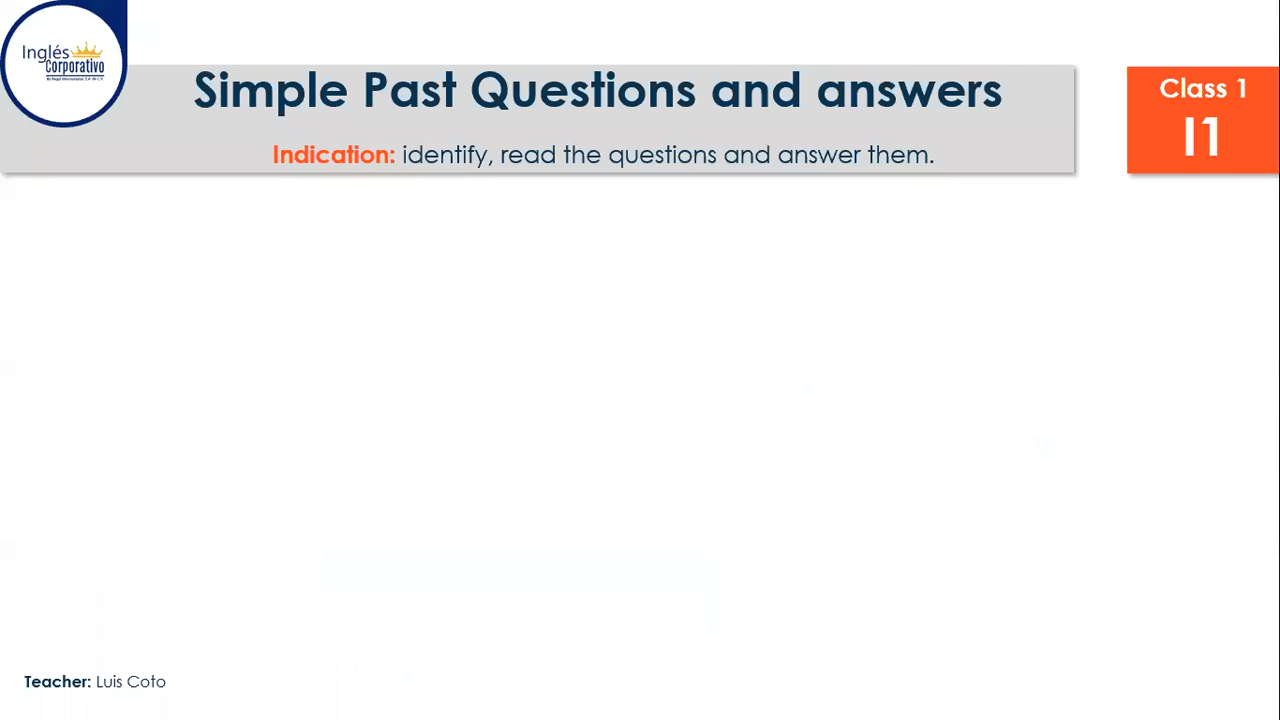 Inglés
Corporativo
Simple Past Questions and answers
Indication: identify, read the questions and answer them.
Class 1
I1
Teacher: Luis Coto